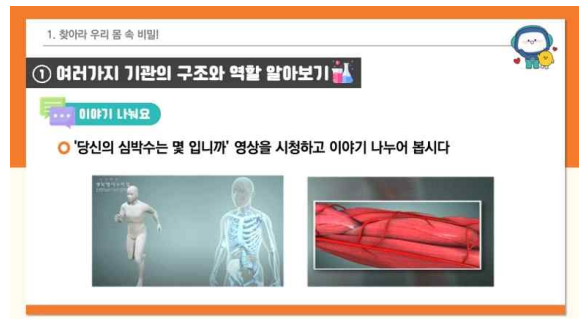 1. 찾아라 우리 몸 속 비밀!
① 여러가지 기관의 구조와 역할 알아보기
이야기 나눠요
'당신의 심박수는 몇 입니까' 영상을 시청하고 이야기 나누어 봅시다